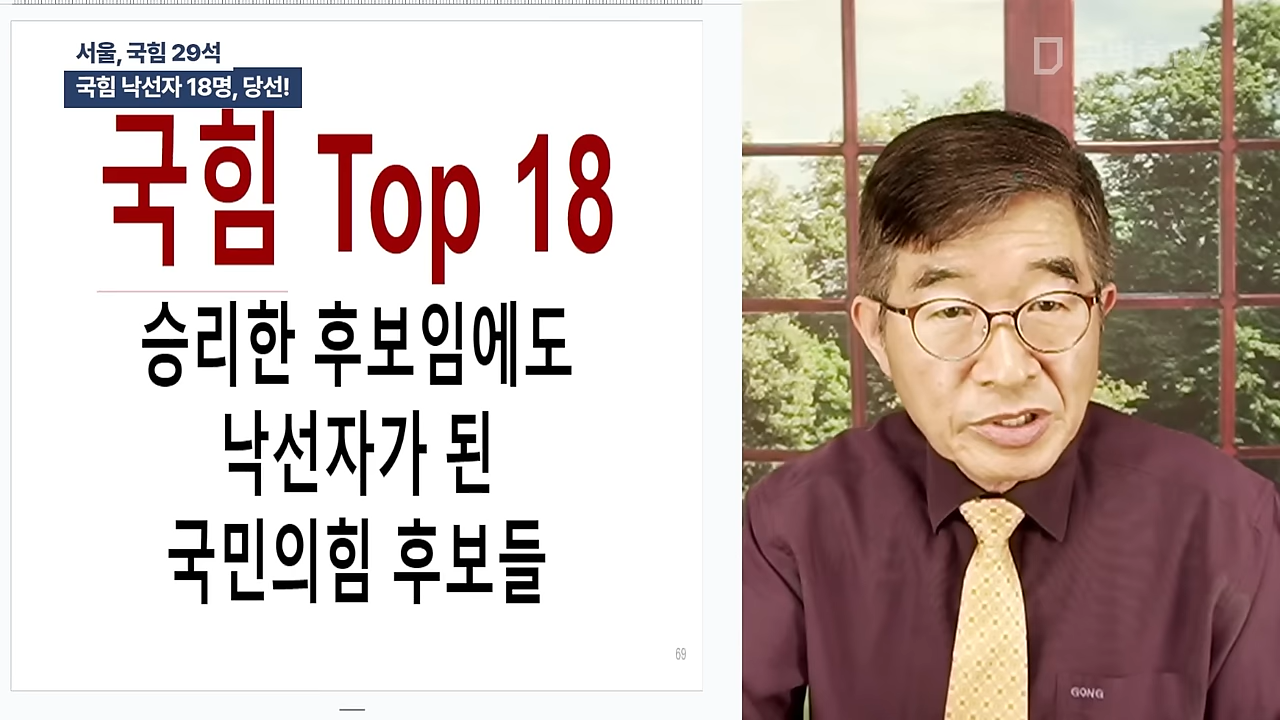 서울, 국힘 29석
국힘 낙선자 18명, 당선!
국힘 Top 18
승리한 후보임에도
낙선자가 된
국민의힘 후보들
69
GONG